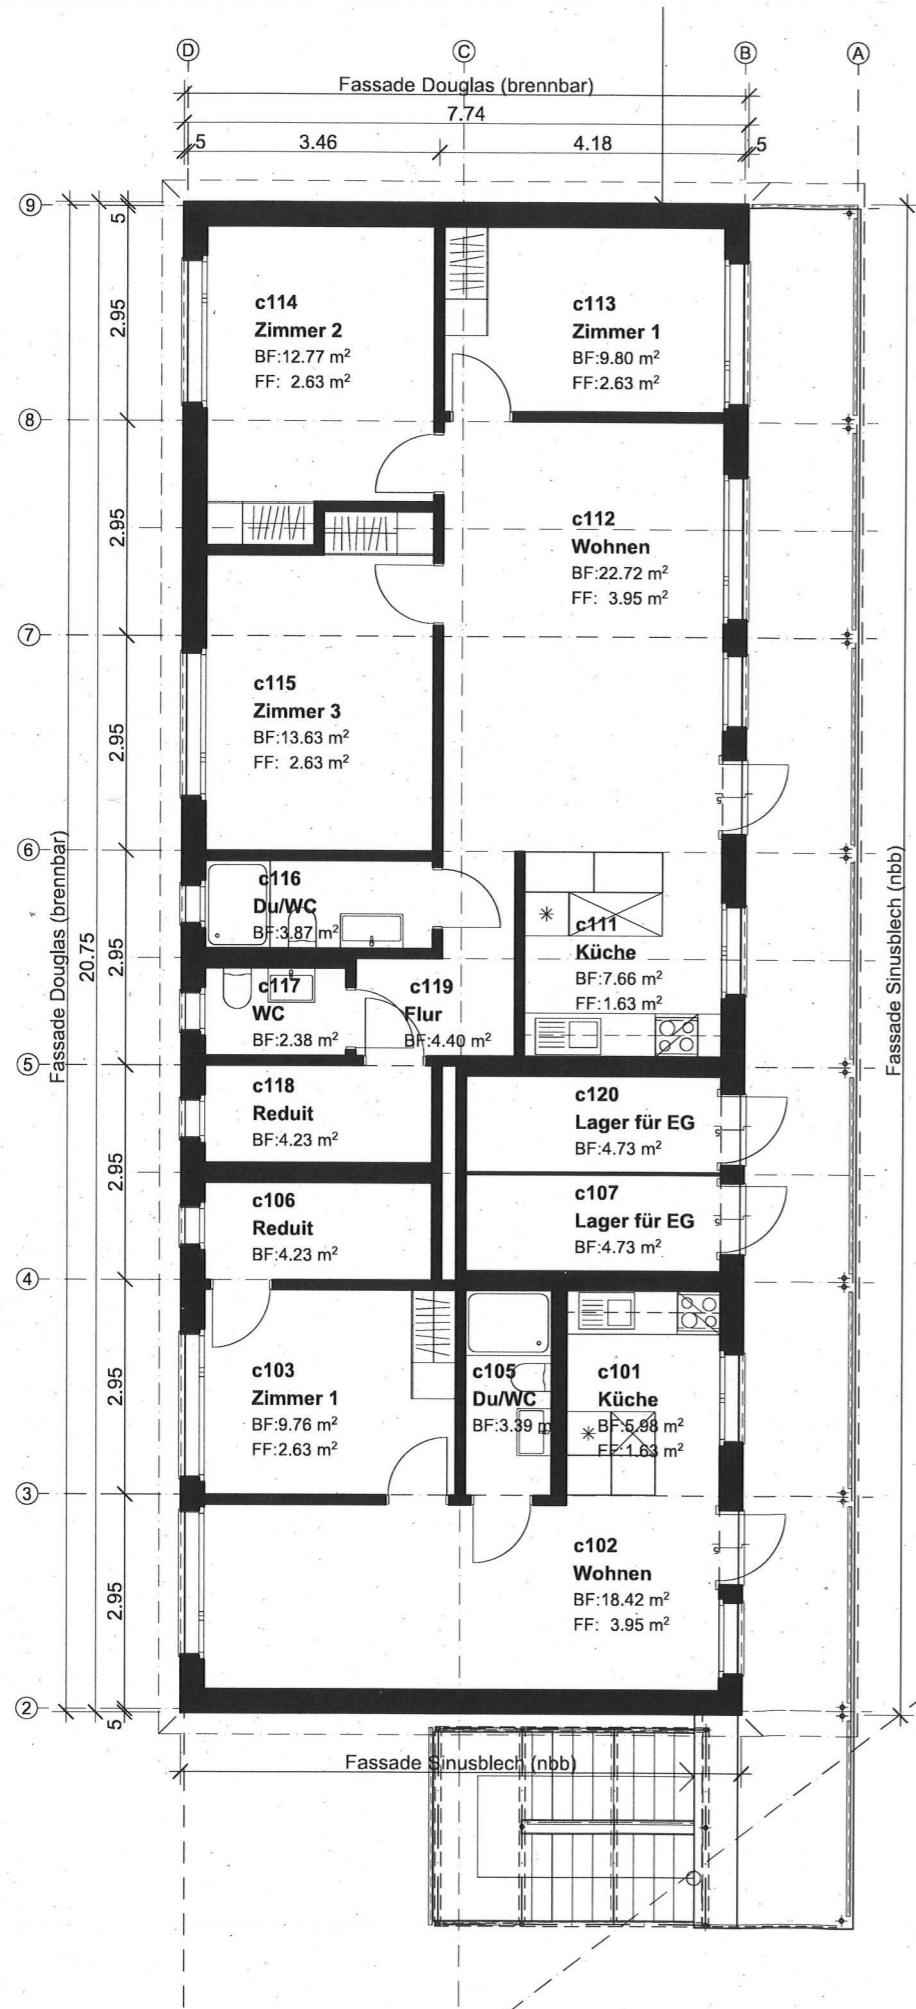 D
C
B
A
Fassade Douglas (brennbar)
7.74
5
3.46
4.18
5
9
5
2.95
c114
Zimmer 2
BF:12.77 m²
FF: 2.63 m²
c113
Zimmer 1
BF:9.80 m²
FF:2.63 m²
8
2.95
c112
Wohnen
BF:22.72 m²
FF: 3.95 m²
7
2.95
c115
Zimmer 3
BF:13.63 m²
FF: 2.63 m²
5
6
Fassade Douglas (brennbar)
20.75
Fassade Sinusblech (nbb)
2.95
c116
Du/WC
BF:3.87 m²
c111
Küche
BF:7.66 m²
FF:1.63 m²
c117
WC
BF:2.38 m²
c119
Flur
BF:4.40 m²
5
2.95
c118
Reduit
BF:4.23 m²
c120
Lager für EG
BF:4.73 m²
5
c106
Reduit
BF:4.23 m²
c107
Lager für EG
BF:4.73 m²
5
4
2.95
c103
Zimmer 1
BF:9.76 m²
FF:2.63 m²
c105
Du/WC
BF:3.39 m
c101
Küche
BF:5.98 m²
FF:1.63 m²
3
2.95
c102
Wohnen
BF:18.42 m²
FF: 3.95 m²
5
2
5
Fassade Sinusblech (nbb)